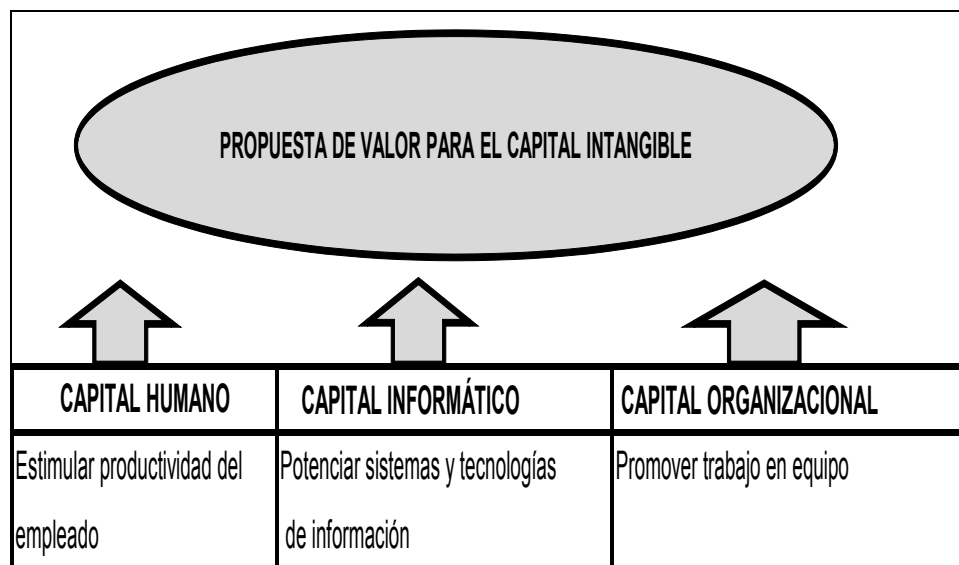 PROPUESTA DE VALOR PARA EL CAPITAL INTANGIBLE
CAPITAL HUMANO
CAPITAL INFORMÁTICO
CAPITAL ORGANIZACIONAL
Estimular productividad del
empleado
Potenciar sistemas y tecnologías
de información
Promover trabajo en equipo